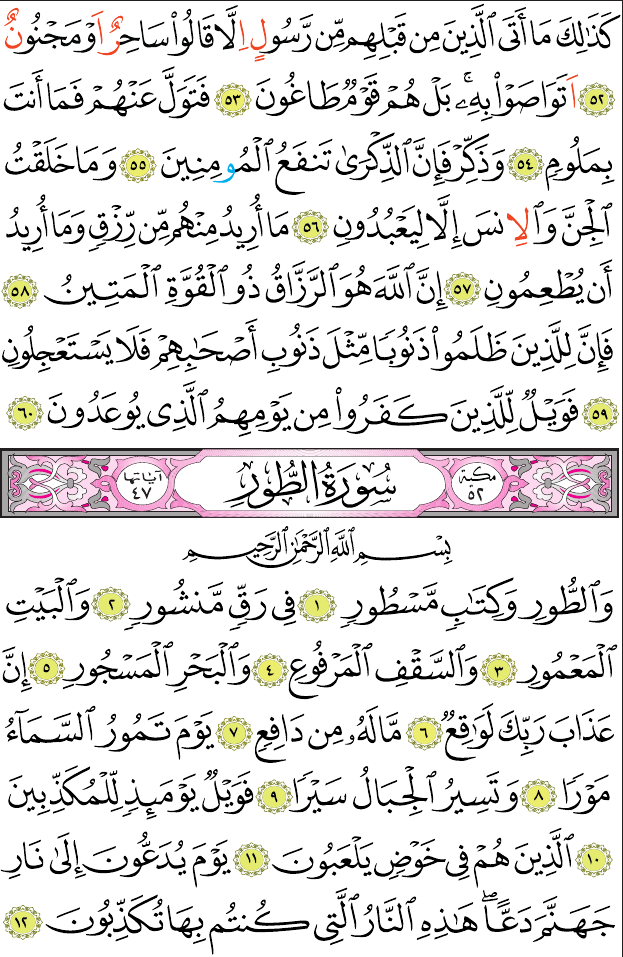 كَذَٰلِكَ مَا أَتَى ٱلَّذِينَ مِن قَبْلِهِم مِّن رَّسُولٍ اِلَّا قَالُوا۟ سَاحِرٌ اَوْ مَجْنُونٌ
٥٢ اَتَوَاصَوْا۟ بِهِۦ ۚ بَلْ هُمْ قَوْمٌ طَاغُونَ ٥٣ فَتَوَلَّ عَنْهُمْ فَمَا أَنتَ
بِمَلُومٍ ٥٤ وَذَكِّرْ فَإِنَّ ٱلذِّكْرَىٰ تَنفَعُ ٱلْمُومِنِينَ ٥٥ وَمَا خَلَقْتُ
ٱلْجِنَّ وَٱلِانسَ إِلَّا لِيَعْبُدُونِ ٥٦ مَا أُرِيدُ مِنْهُم مِّن رِّزْقٍ وَمَا أُرِيدُ
أَن يُطْعِمُونِ ٥٧ إِنَّ ٱللَّهَ هُوَ ٱلرَّزَّاقُ ذُو ٱلْقُوَّةِ ٱلْمَتِينُ ٥٨
فَإِنَّ لِلَّذِينَ ظَلَمُوا۟ ذَنُوبًا مِّثْلَ ذَنُوبِ أَصْحَٰبِهِمْ فَلَا يَسْتَعْجِلُونِ
٥٩ فَوَيْلٌ لِّلَّذِينَ كَفَرُوا۟ مِن يَوْمِهِمُ ٱلَّذِى يُوعَدُونَ ٦٠
مكية ٥٢ سُورَةُ الطُّورِ آياتها ٤٧
بِسْمِ ٱللَّهِ ٱلرَّحْمَٰنِ ٱلرَّحِيمِ
وَٱلطُّورِ وَكِتَٰبٍ مَّسْطُورٍ ١ فِى رَقٍّ مَّنشُورٍ ٢ وَٱلْبَيْتِ
ٱلْمَعْمُورِ ٣ وَٱلسَّقْفِ ٱلْمَرْفُوعِ ٤ وَٱلْبَحْرِ ٱلْمَسْجُورِ ٥ إِنَّ
عَذَابَ رَبِّكَ لَوَٰقِعٌ ٦ مَّا لَهُۥ مِن دَافِعٍ ٧ يَوْمَ تَمُورُ ٱلسَّمَآءُ
مَوْرًا ٨ وَتَسِيرُ ٱلْجِبَالُ سَيْرًا ٩ فَوَيْلٌ يَوْمَئِذٍ لِّلْمُكَذِّبِينَ
١٠ ٱلَّذِينَ هُمْ فِى خَوْضٍ يَلْعَبُونَ ١١ يَوْمَ يُدَعُّونَ إِلَىٰ نَارِ
جَهَنَّمَ دَعًّا ۖ هَٰذِهِ ٱلنَّارُ ٱلَّتِى كُنتُم بِهَا تُكَذِّبُونَ ١٢